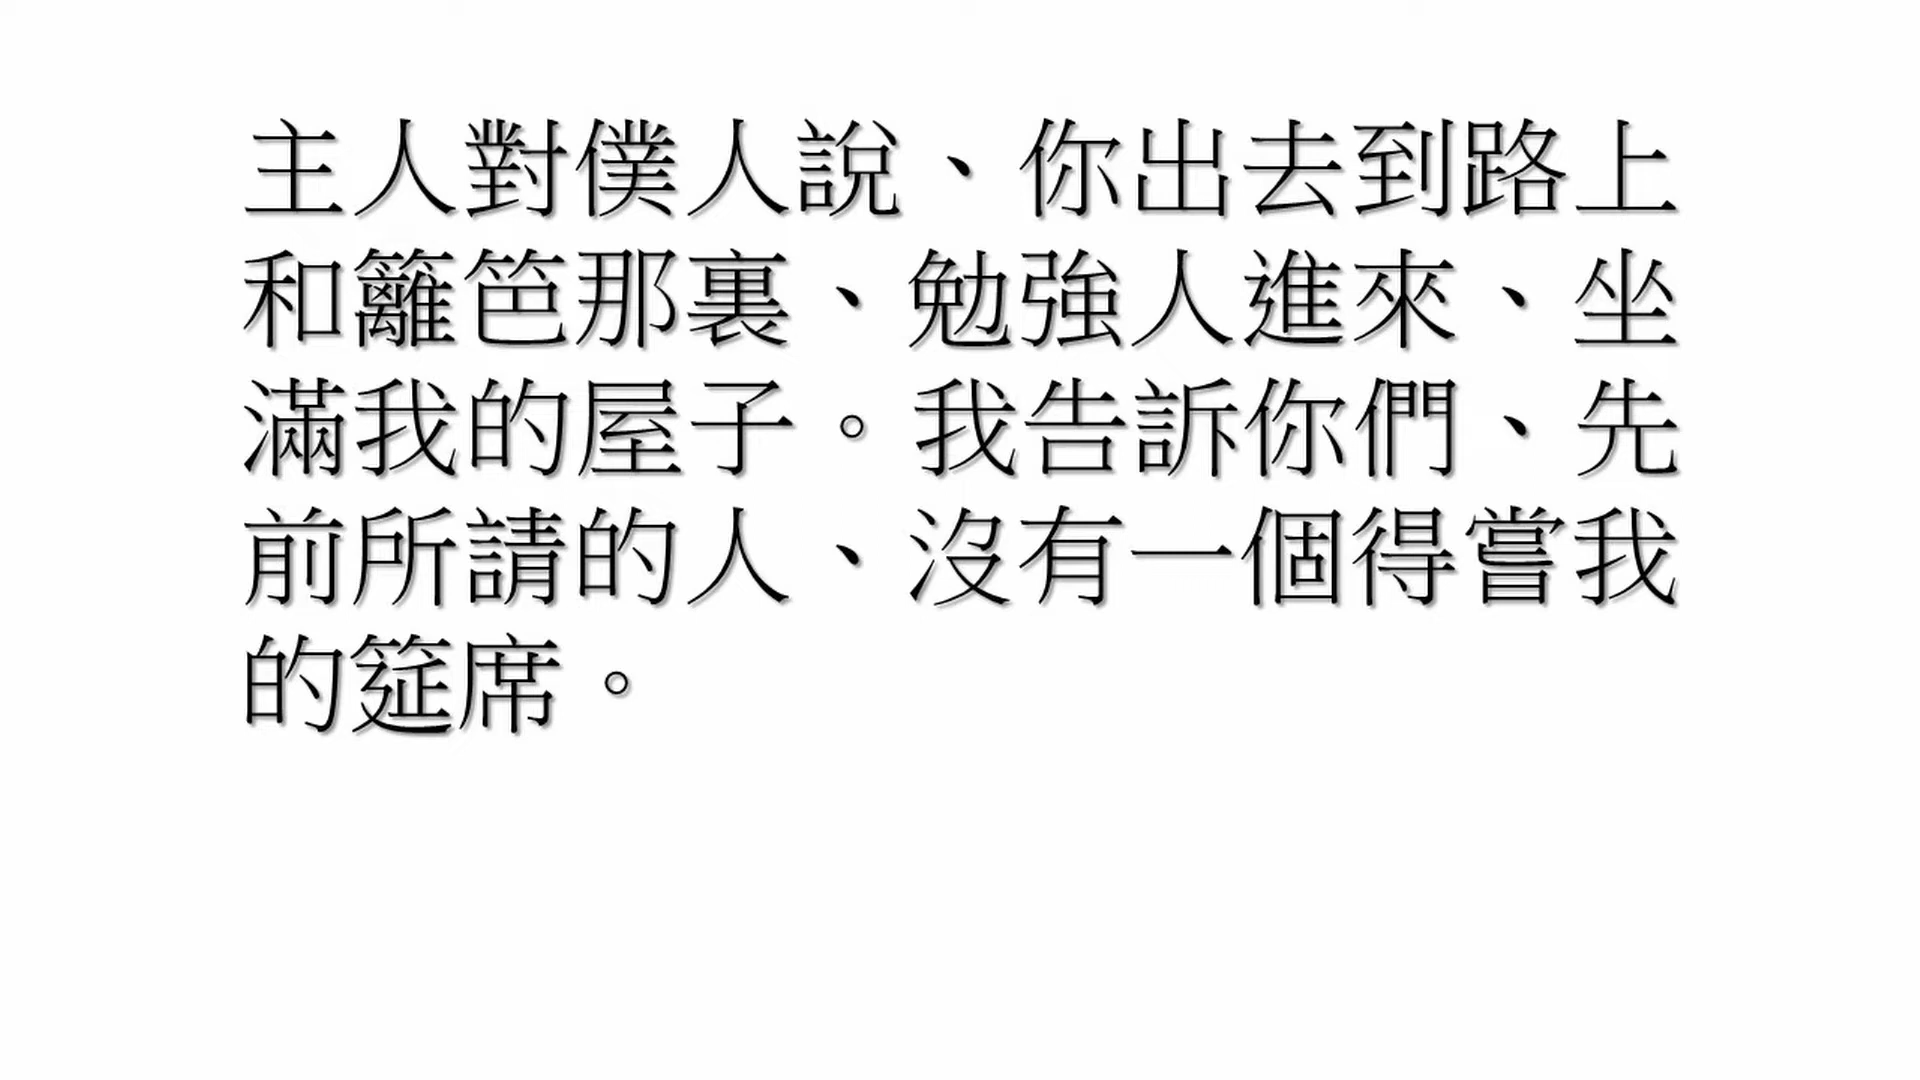 主人對僕人說、你出去到路上
和籬笆那裏、勉強人進來、坐
滿我的屋子。我告訴你們、先
前所請的人、沒有一個得嘗我
的筵席。